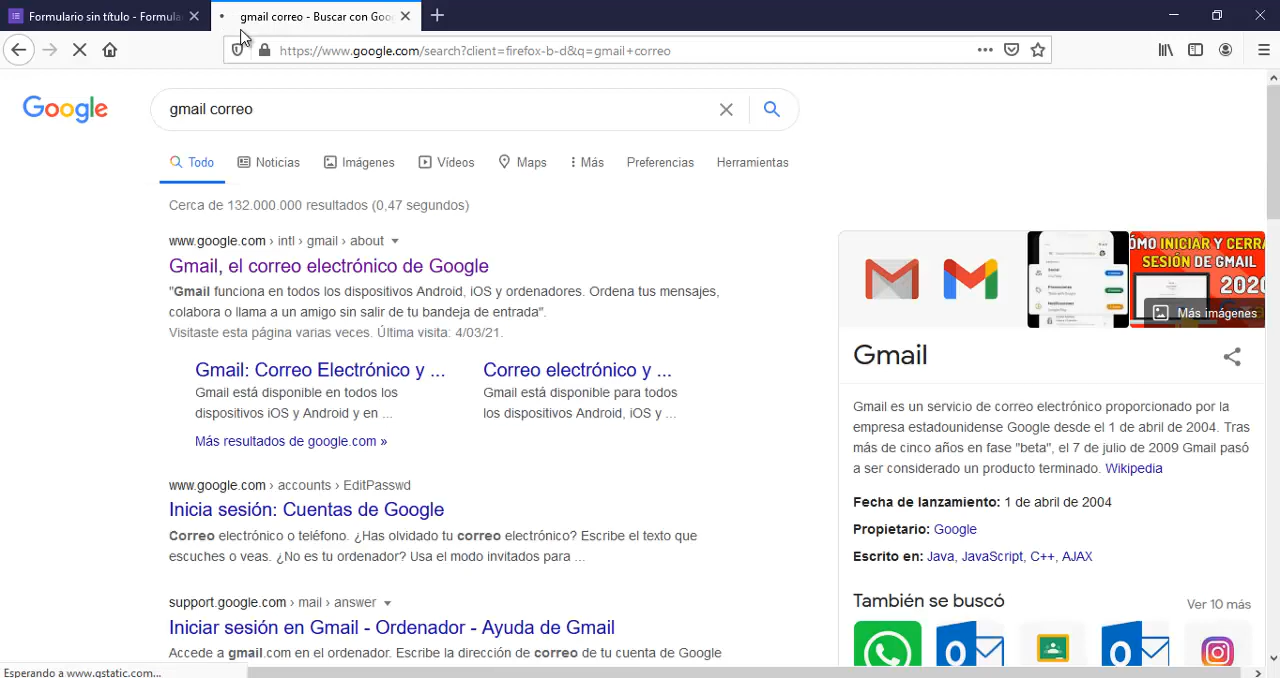 Formulario sin título - Formula
gmail correo - Buscar con Goo
https://www.google.com/search?client=firefox-b-d&q=gmail+correo
Google
gmail correo
Todo
Noticias
Imágenes
Vídeos
Maps
Más
Preferencias
Herramientas
Cerca de 132.000.000 resultados (0,47 segundos)
www.google.com › intl › gmail › about
Gmail, el correo electrónico de Google
"Gmail funciona en todos los dispositivos Android, iOS y ordenadores. Ordena tus mensajes,
colabora o llama a un amigo sin salir de tu bandeja de entrada".
Visitaste esta página varias veces. Última visita: 4/03/21.
Gmail: Correo Electrónico y ...
Gmail está disponible en todos los
dispositivos iOS y Android y en ...
Correo electrónico y ...
Gmail está disponible para todos
los dispositivos Android, iOS y ...
Más resultados de google.com »
www.google.com › accounts › EditPasswd
Inicia sesión: Cuentas de Google
Correo electrónico o teléfono. ¿Has olvidado tu correo electrónico? Escribe el texto que
escuches o veas. ¿No es tu ordenador? Usa el modo invitados para ...
support.google.com › mail › answer
Iniciar sesión en Gmail - Ordenador - Ayuda de Gmail
Accede a gmail.com en el ordenador. Escribe la dirección de correo de tu cuenta de Google
ÓMO INICIAR Y CERRA
SESIÓN DE GMAIL
2020
Más imágenes
Gmail
Gmail es un servicio de correo electrónico proporcionado por la
empresa estadounidense Google desde el 1 de abril de 2004. Tras
más de cinco años en fase "beta", el 7 de julio de 2009 Gmail pasó
a ser considerado un producto terminado. Wikipedia
Fecha de lanzamiento: 1 de abril de 2004
Propietario: Google
Escrito en: Java, JavaScript, C++, AJAX
También se buscó
Ver 10 más
Esperando a www.gstatic.com...